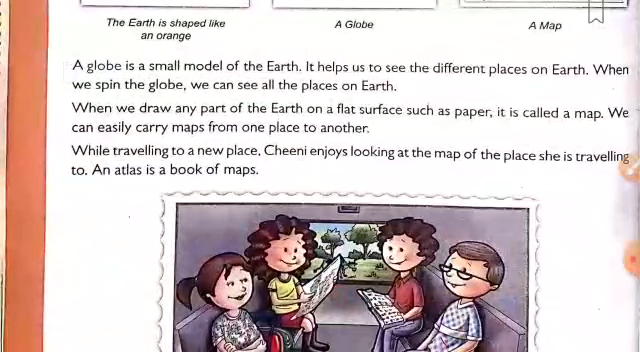 The Earth is shaped like
an orange
A Globe
A Map
A globe is a small model of the Earth. It helps us to see the different places on Earth. When
we spin the globe, we can see all the places on Earth.
When we draw any part of the Earth on a flat surface such as paper, it is called a map. We
can easily carry maps from one place to another.
While travelling to a new place, Cheeni enjoys looking at the map of the place she is travelling
to. An atlas is a book of maps.